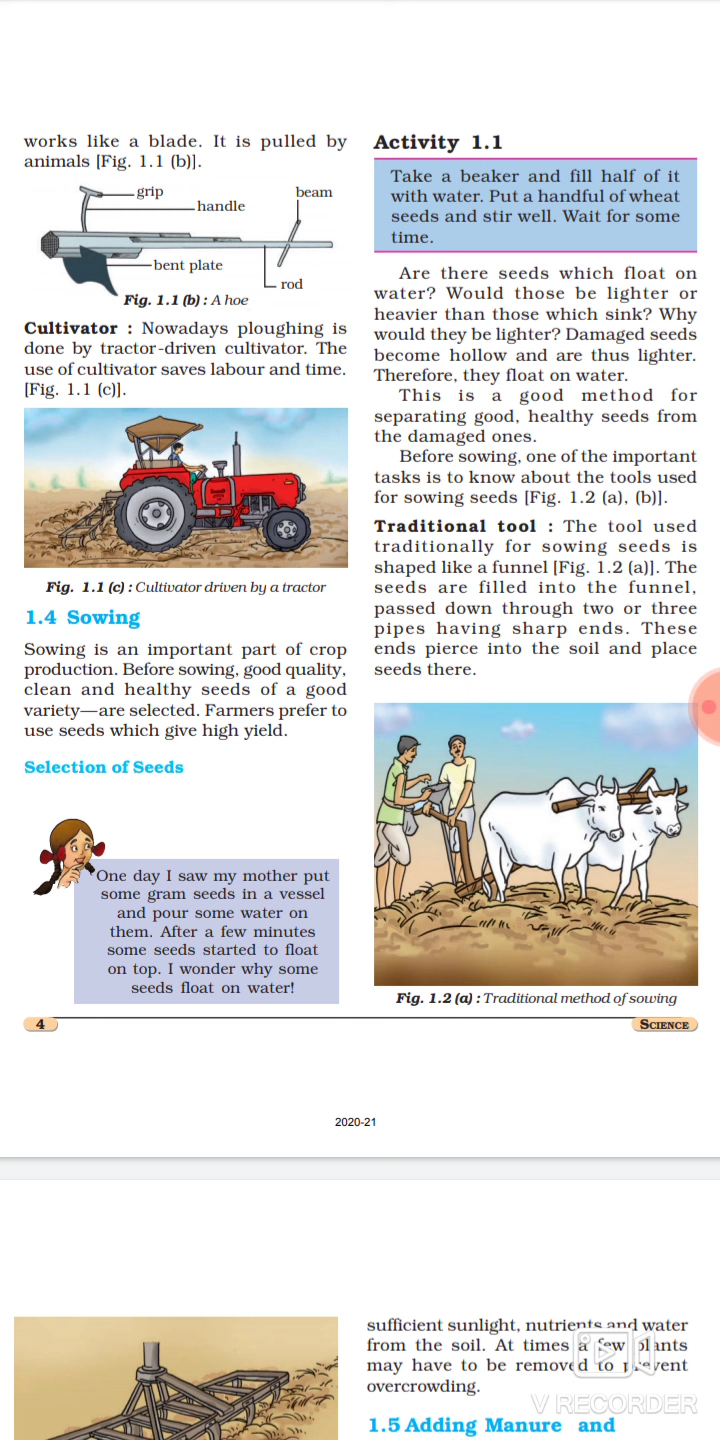 works like a blade. It is pulled by
animals [Fig. 1.1 (b)].
grip
handle
beam
bent plate
rod
Fig. 1.1 (b) : A hoe
Cultivator : Nowadays ploughing is
done by tractor-driven cultivator. The
use of cultivator saves labour and time.
[Fig. 1.1 (c)].
Fig. 1.1 (c) : Cultivator driven by a tractor
1.4 Sowing
Sowing is an important part of crop
production. Before sowing, good quality,
clean and healthy seeds of a good
variety—are selected. Farmers prefer to
use seeds which give high yield.
Selection of Seeds
One day I saw my mother put
some gram seeds in a vessel
and pour some water on
them. After a few minutes
some seeds started to float
on top. I wonder why some
seeds float on water!
Activity 1.1
Take a beaker and fill half of it
with water. Put a handful of wheat
seeds and stir well. Wait for some
time.
Are there seeds which float on
water? Would those be lighter or
heavier than those which sink? Why
would they be lighter? Damaged seeds
become hollow and are thus lighter.
Therefore, they float on water.
This is a good method for
separating good, healthy seeds from
the damaged ones.
Before sowing, one of the important
tasks is to know about the tools used
for sowing seeds [Fig. 1.2 (a), (b)].
Traditional tool : The tool used
traditionally for sowing seeds is
shaped like a funnel [Fig. 1.2 (a)]. The
seeds are filled into the funnel,
passed down through two or three
pipes having sharp ends. These
ends pierce into the soil and place
seeds there.
Fig. 1.2 (a) : Traditional method of sowing
4
SCIENCE
2020-21
sufficient sunlight, nutrients and water
from the soil. At times a few plants
may have to be removed to prevent
overcrowding.
V RECORDER
1.5 Adding Manure and